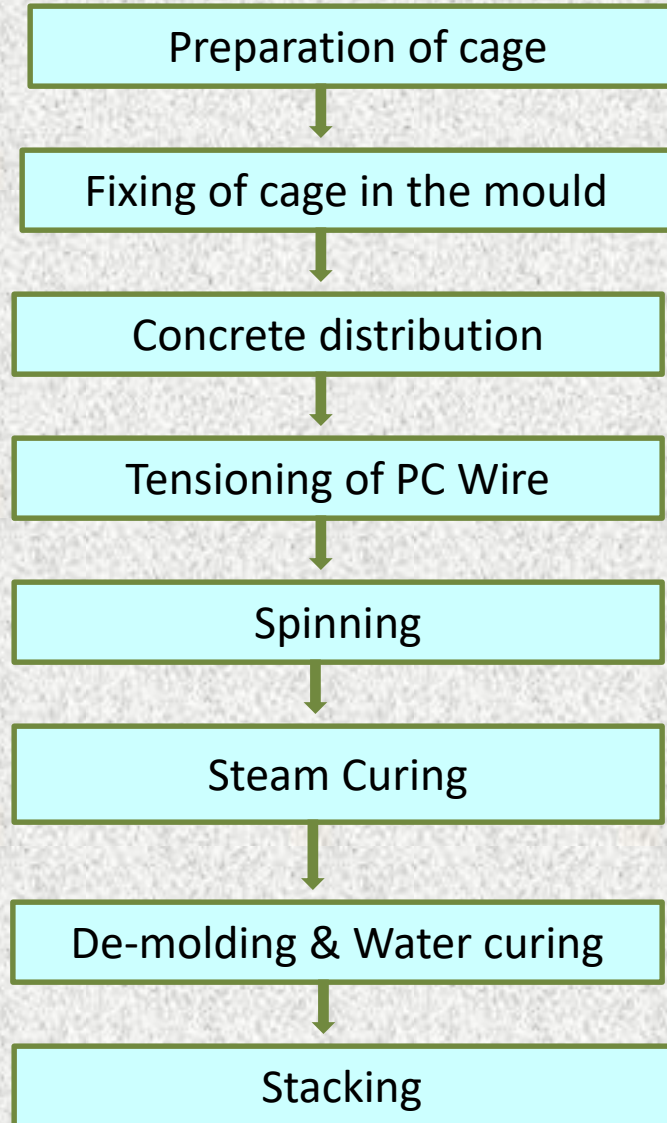 Preparation of cage
Fixing of cage in the mould
Concrete distribution
Tensioning of PC Wire
Spinning
Steam Curing
De-molding & Water curing
Stacking